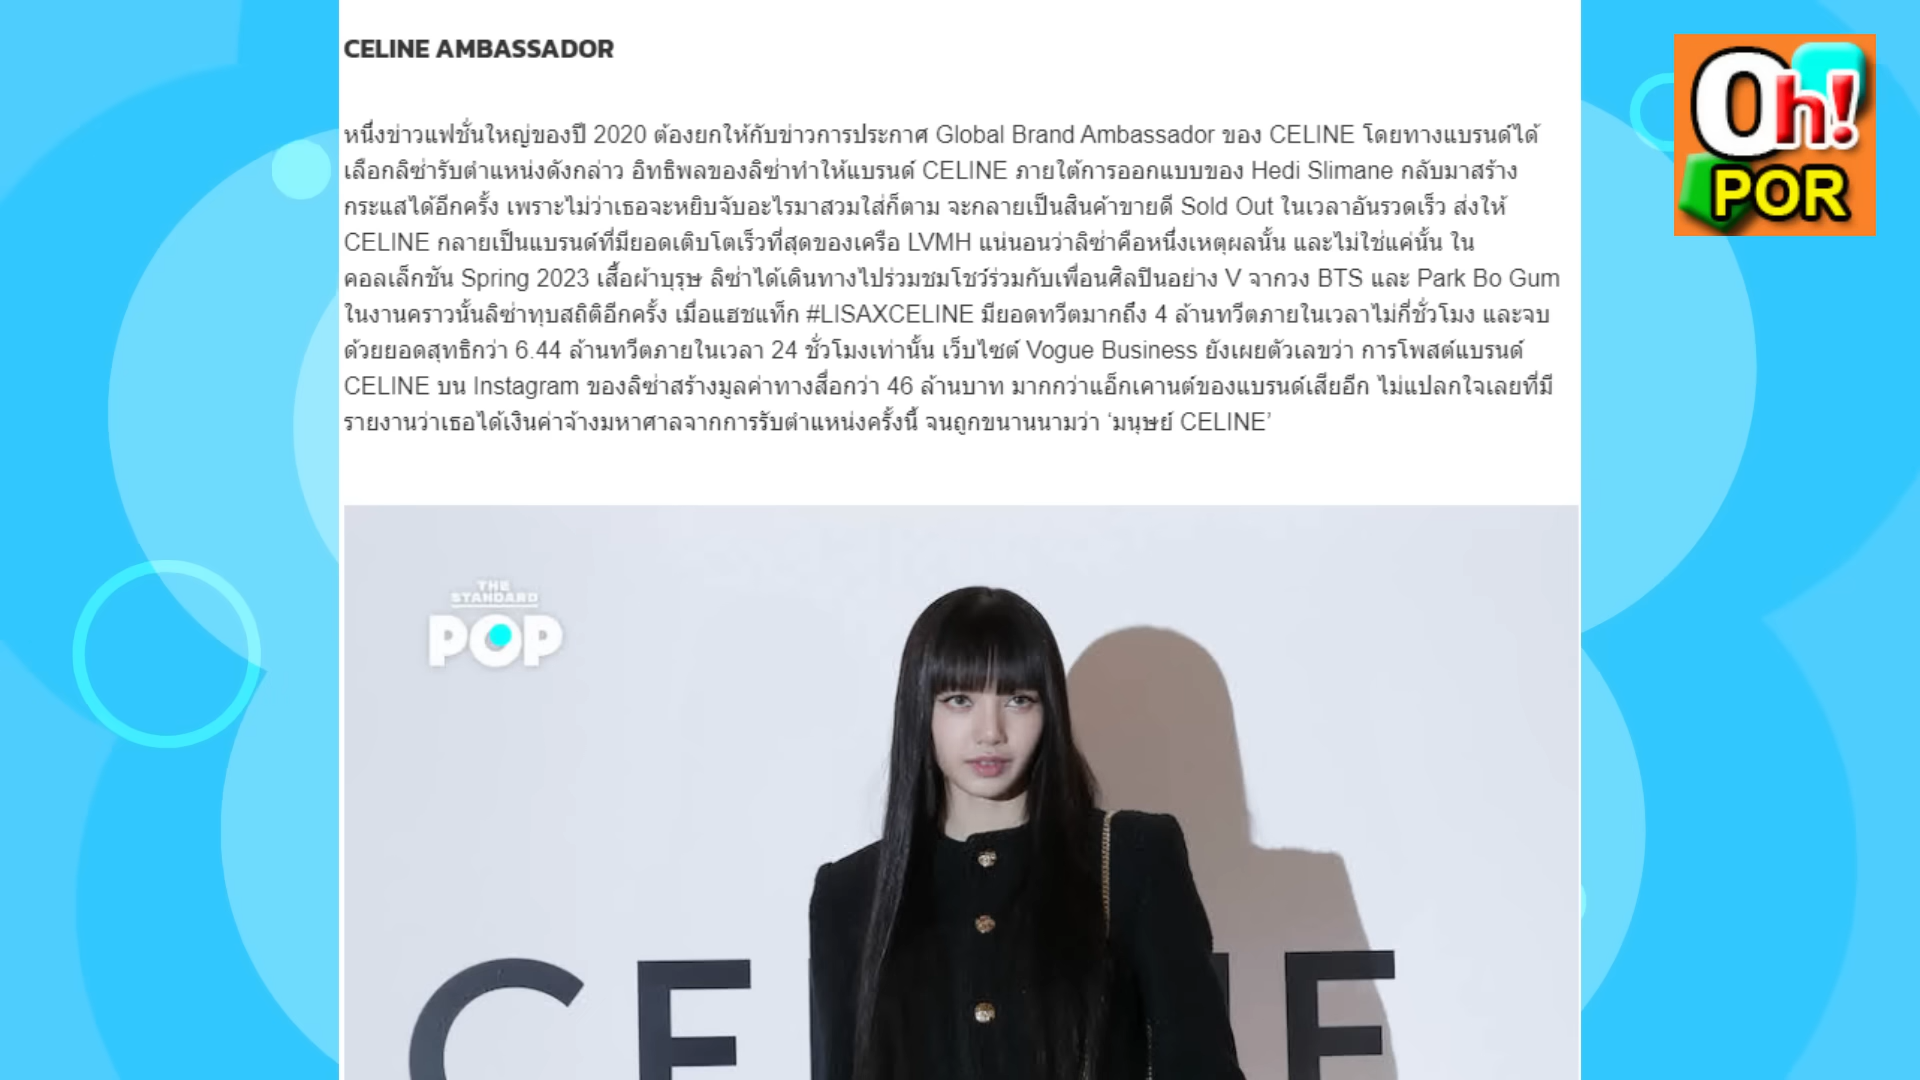 CELINE AMBASSADOR
หนึ่งข่าวแฟชั่นใหญ่ของปี 2020 ต้องยกให้กับข่าวการประกาศ Global Brand Ambassador ของ CELINE โดยทางแบรนด์ได้
เลือกลิซ่ารับตำแหน่งดังกล่าว อิทธิพลของลิซ่าทำให้แบรนด์ CELINE ภายใต้การออกแบบของ Hedi Slimane กลับมาสร้าง
กระแสได้อีกครั้ง เพราะไม่ว่าเธอจะหยิบจับอะไรมาสวมใส่ก็ตาม จะกลายเป็นสินค้าขายดี Sold Out ในเวลาอันรวดเร็ว ส่งให้
CELINE กลายเป็นแบรนด์ที่มียอดเติบโตเร็วที่สุดของเครือ LVMH แน่นอนว่าลิซ่าคือหนึ่งเหตุผลนั้น และไม่ใช่แค่นั้น ใน
คอลเล็กชัน Spring 2023 เสื้อผ้าบุรุษ ลิซ่าได้เดินทางไปร่วมชมโชว์ร่วมกับเพื่อนศิลปินอย่าง V จากวง BTS และ Park Bo Gum
ในงานคราวนั้นลิซ่าทุบสถิติอีกครั้ง เมื่อแฮชแท็ก #LISAXCELINE มียอดทวีตมากถึง 4 ล้านทวีตภายในเวลาไม่กี่ชั่วโมง และจบ
ด้วยยอดสุทธิกว่า 6.44 ล้านทวีตภายในเวลา 24 ชั่วโมงเท่านั้น เว็บไซต์ Vogue Business ยังเผยตัวเลขว่า การโพสต์แบรนด์
CELINE บน Instagram ของลิซ่าสร้างมูลค่าทางสื่อกว่า 46 ล้านบาท มากกว่าแอ็กเคานต์ของแบรนด์เสียอีก ไม่แปลกใจเลยที่มี
รายงานว่าเธอได้เงินค่าจ้างมหาศาลจากการรับตำแหน่งครั้งนี้ จนถูกขนานนามว่า ‘มนุษย์ CELINE’
Oh!
POR
THE
STANDARD
POP
CE NE